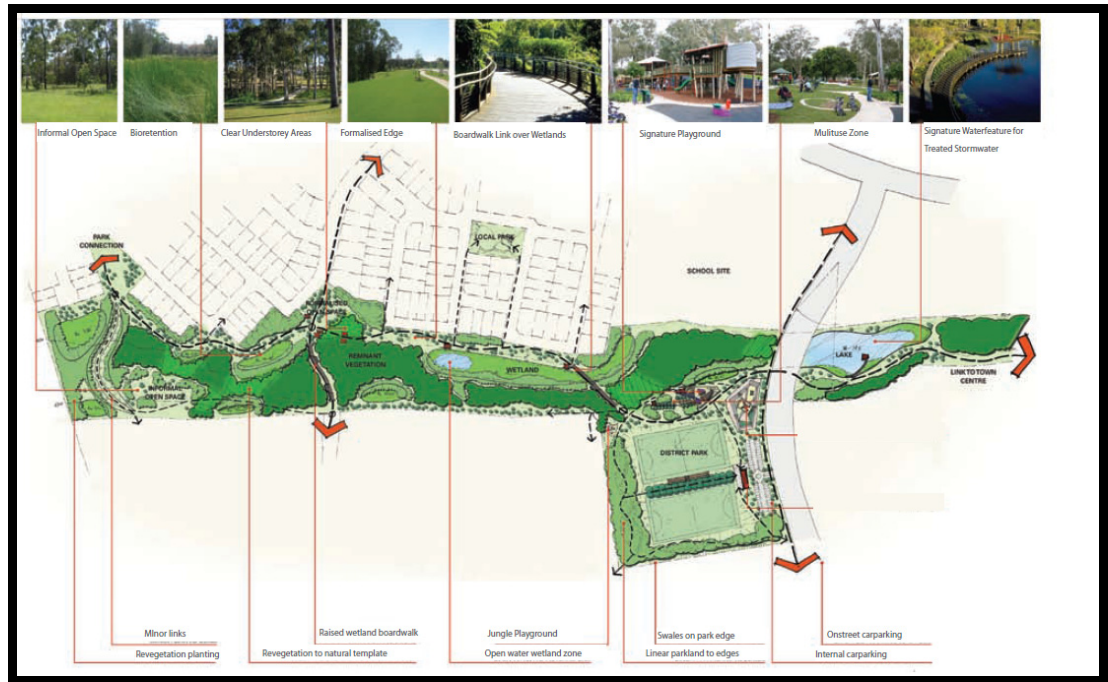 Informal Open Space
Bioretention
Clear Understorey Areas
Formalised Edge
Boardwalk Link over Wetlands
Signature Playground
Mulituse Zone
Signature Waterfeature for
Treated Stormwater
PARK
CONNECTION
LOCAL PARK
SCHOOL SITE
REMNANT
VEGETATION
WETLAND
LAKE
LINK TO TOWN
CENTRE
INFORMAL
OPEN SPACE
DISTRICT PARK
MInor links
Raised wetland boardwalk
Jungle Playground
Swales on park edge
Onstreet carparking
Revegetation planting
Revegetation to natural template
Open water wetland zone
Linear parkland to edges
Internal carparking